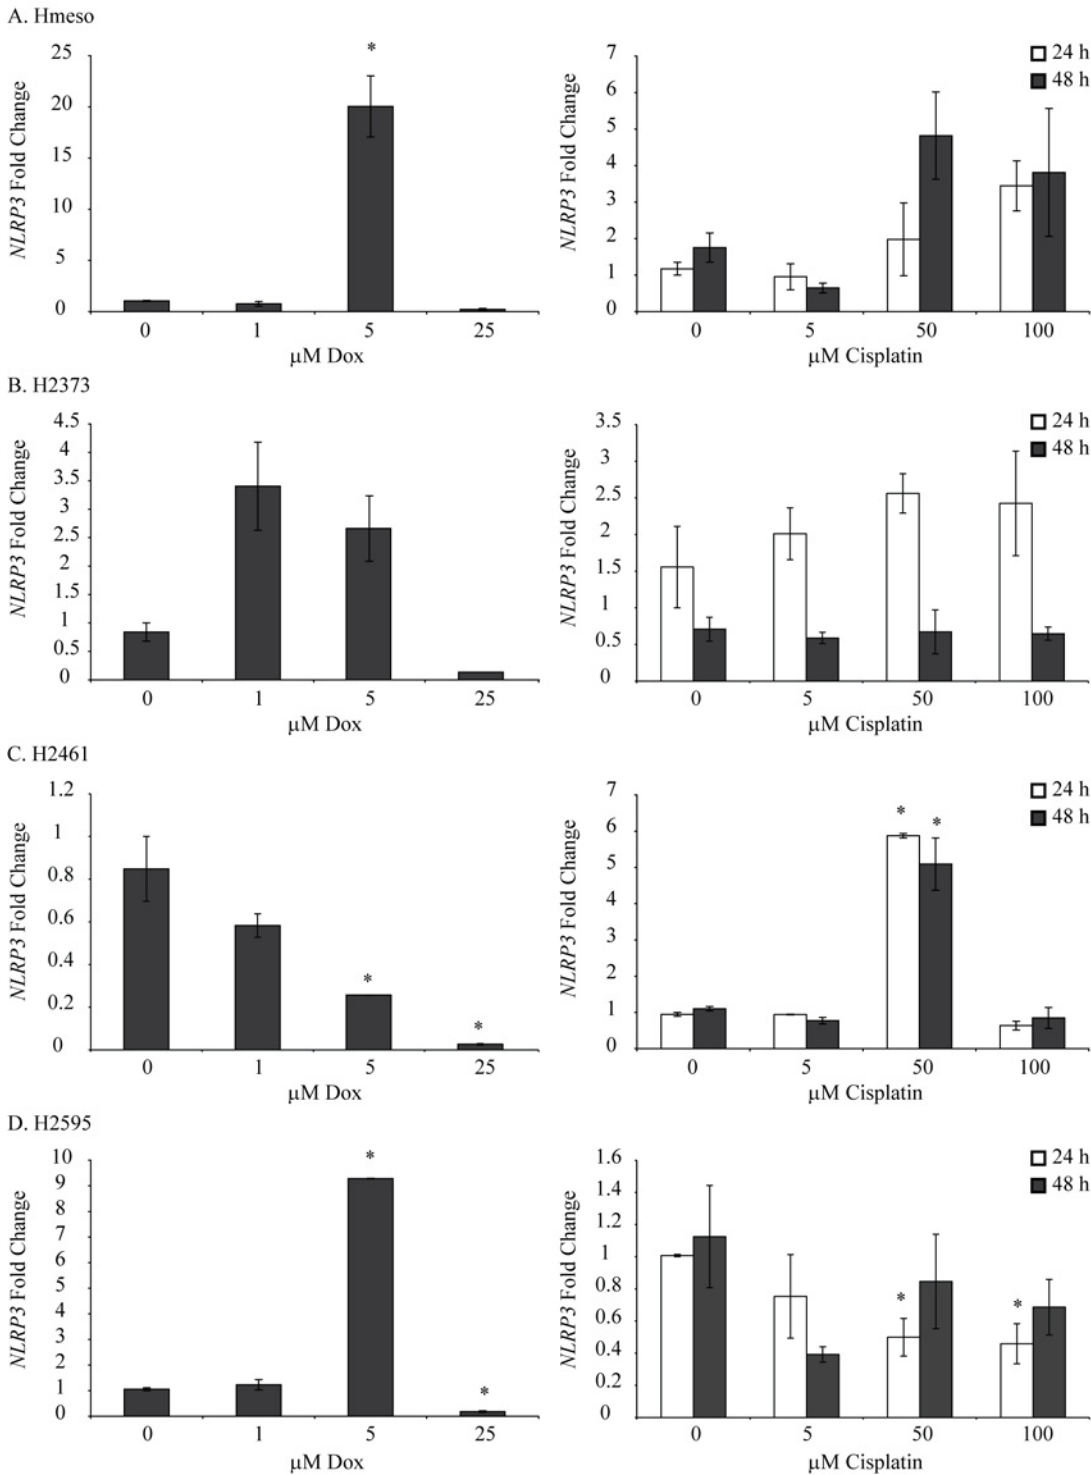 A. Hmeso
NLRP3 Fold Change
25
20
15
10
5
0
*
0 1 5 25
µM Dox
NLRP3 Fold Change
7
6
5
4
3
2
1
0
24 h
48 h
0 5 50 100
µM Cisplatin
B. H2373
NLRP3 Fold Change
4.5
4
3.5
3
2.5
2
1.5
1
0.5
0
0 1 5 25
µM Dox
NLRP3 Fold Change
3.5
3
2.5
2
1.5
1
0.5
0
24 h
48 h
0 5 50 100
µM Cisplatin
C. H2461
NLRP3 Fold Change
1.2
1
0.8
0.6
0.4
0.2
0
*
*
0 1 5 25
µM Dox
NLRP3 Fold Change
7
6
5
4
3
2
1
0
* *
24 h
48 h
0 5 50 100
µM Cisplatin
D. H2595
NLRP3 Fold Change
10
9
8
7
6
5
4
3
2
1
0
*
*
0 1 5 25
µM Dox
NLRP3 Fold Change
1.6
1.4
1.2
1
0.8
0.6
0.4
0.2
0
* *
24 h
48 h
0 5 50 100
µM Cisplatin